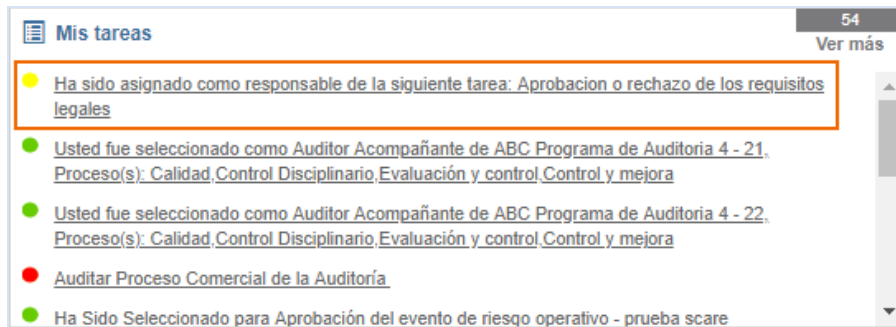 Mis tareas
54
Ver más
Ha sido asignado como responsable de la siguiente tarea: Aprobacion o rechazo de los requisitos
legales
Usted fue seleccionado como Auditor Acompañante de ABC Programa de Auditoria 4 - 21,
Proceso(s): Calidad,Control Disciplinario,Evaluación y control,Control y mejora
Usted fue seleccionado como Auditor Acompañante de ABC Programa de Auditoria 4 - 22,
Proceso(s): Calidad,Control Disciplinario,Evaluación y control,Control y mejora
Auditar Proceso Comercial de la Auditoría
Ha Sido Seleccionado para Aprobación del evento de riesgo operativo - prueba scare